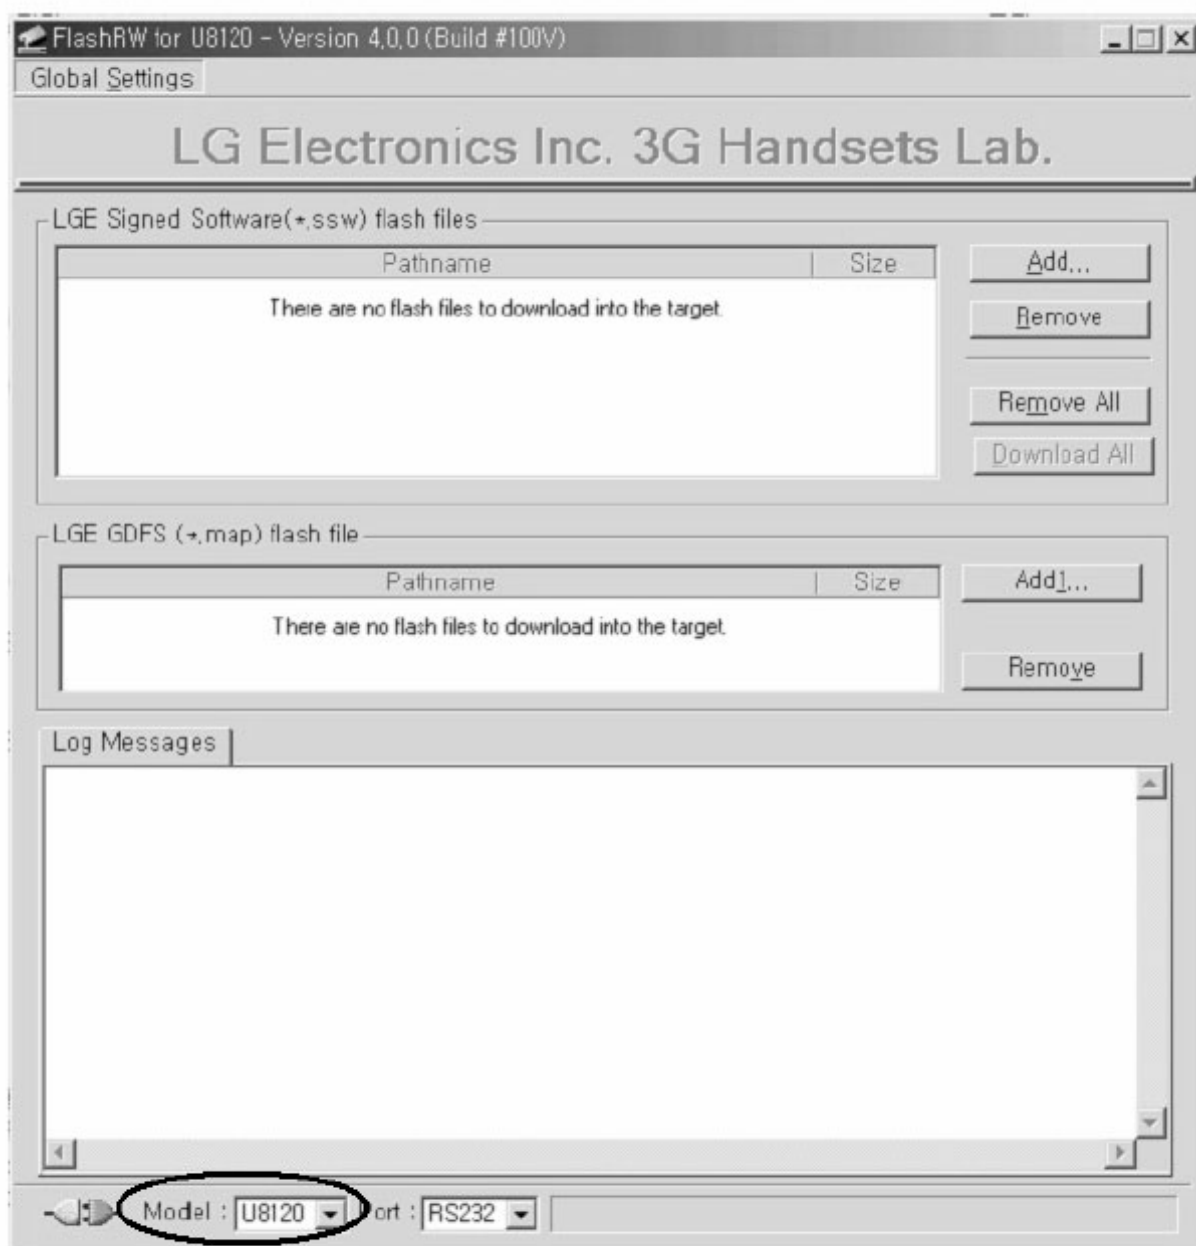 FlashRW for U8120 - Version 4,0,0 (Build #100V)
Global Settings
LG Electronics Inc. 3G Handsets Lab.
LGE Signed Software(*,ssw) flash files
Pathname Size
There are no flash files to download into the target.
Add...
Remove
Remove All
Download All
LGE GDFS (*,map) flash file
Pathname Size
There are no flash files to download into the target.
Add1...
Remove
Log Messages
Model : U8120 ort : RS232